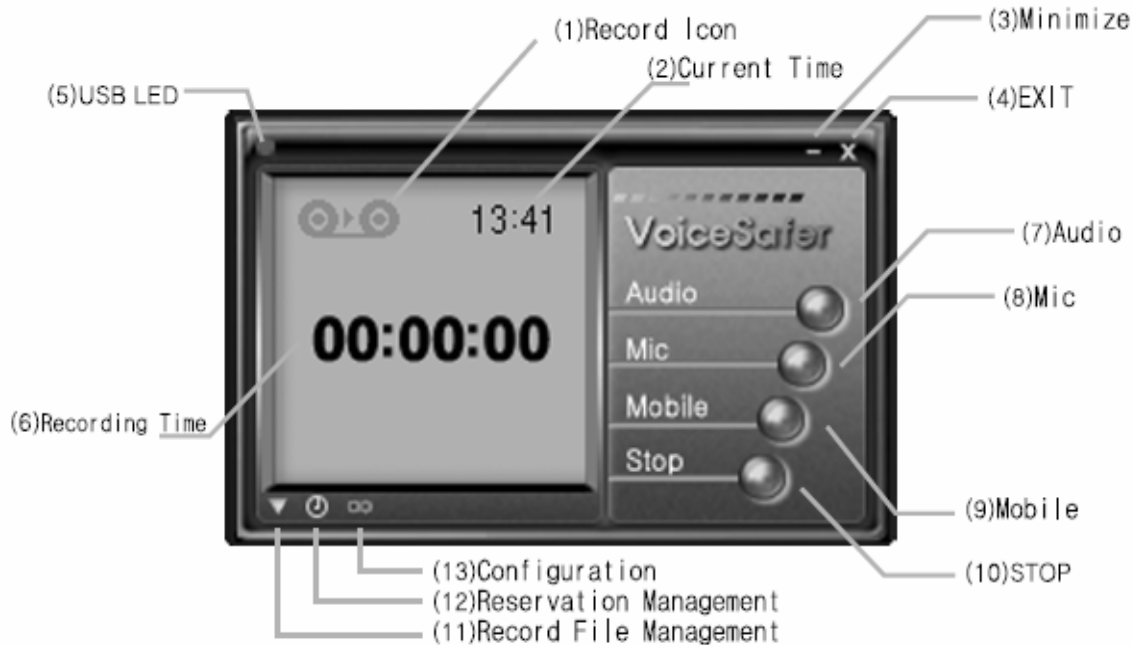 (1)Record Icon
(2)Current Time
(3)Minimize
(4)EXIT
(5)USB LED
- X
13:41
VoiceSafer
(7)Audio
Audio
(8)Mic
00:00:00
Mic
(6)Recording Time
Mobile
Stop
(9)Mobile
(10)STOP
(13)Configuration
(12)Reservation Management
(11)Record File Management